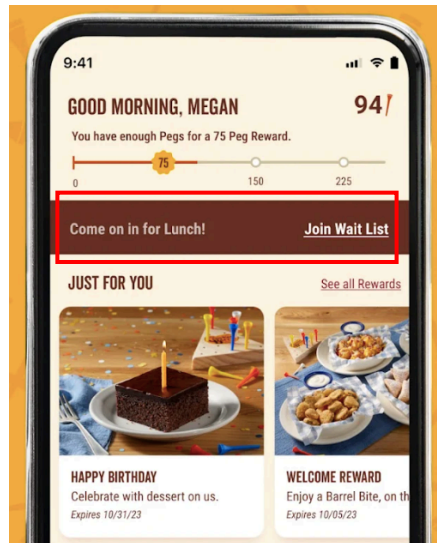 9:41
GOOD MORNING, MEGAN
94
You have enough Pegs for a 75 Peg Reward.
75
0
150
225
Come on in for Lunch!
Join Wait List
JUST FOR YOU
See all Rewards
HAPPY BIRTHDAY
Celebrate with dessert on us.
Expires 10/31/23
WELCOME REWARD
Enjoy a Barrel Bite, on th
Expires 10/05/23